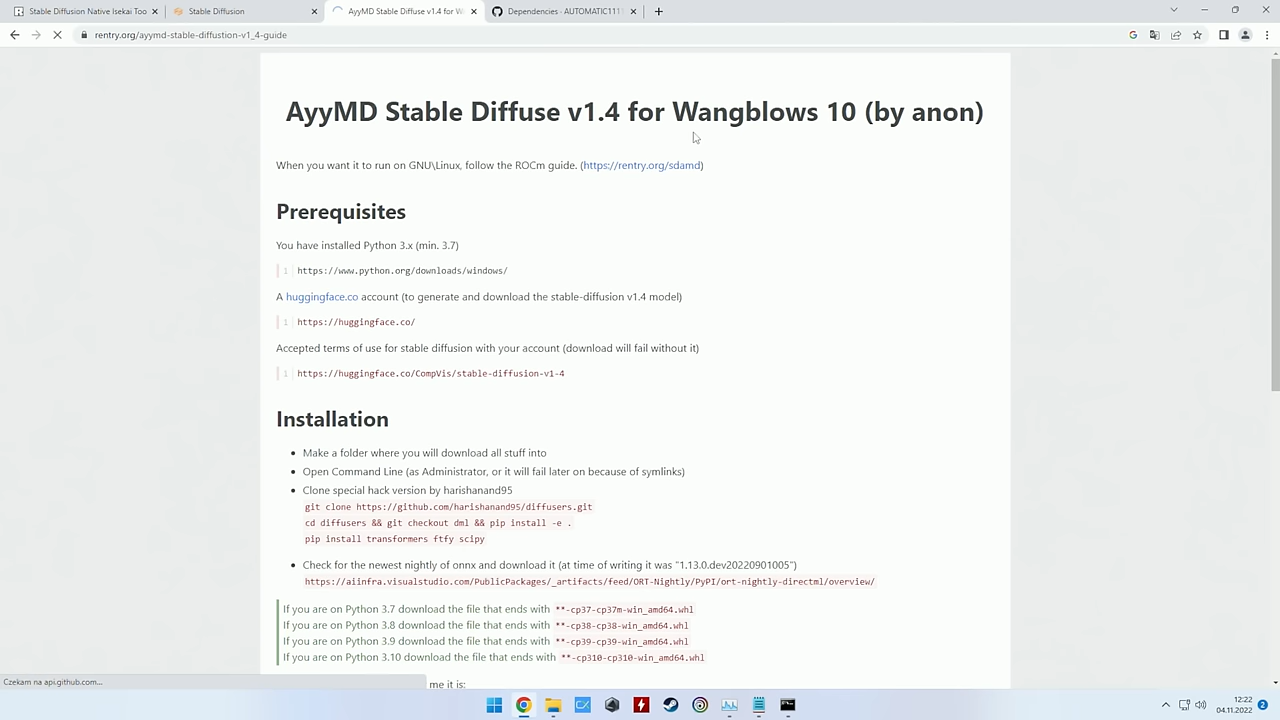 Stable Diffusion Native Isekai Too
Stable Diffusion
AyyMD Stable Diffuse v1.4 for W
Dependencies · AUTOMATIC111
rentry.org/ayymd-stable-diffustion-v1_4-guide
AyyMD Stable Diffuse v1.4 for Wangblows 10 (by anon)
When you want it to run on GNU\Linux, follow the ROCm guide. (https://rentry.org/sdamd)
Prerequisites
You have installed Python 3.x (min. 3.7)
1 https://www.python.org/downloads/windows/
A huggingface.co account (to generate and download the stable-diffusion v1.4 model)
1 https://huggingface.co/
Accepted terms of use for stable diffusion with your account (download will fail without it)
1 https://huggingface.co/CompVis/stable-diffusion-v1-4
Installation
• Make a folder where you will download all stuff into
• Open Command Line (as Administrator, or it will fail later on because of symlinks)
• Clone special hack version by harishanand95
git clone https://github.com/harishanand95/diffusers.git
cd diffusers && git checkout dml && pip install -e .
pip install transformers ftfy scipy
• Check for the newest nightly of onnx and download it (at time of writing it was "1.13.0.dev20220901005")
https://aiinfra.visualstudio.com/PublicPackages/_artifacts/feed/ORT-Nightly/PyPI/ort-nightly-directml/overview/
If you are on Python 3.7 download the file that ends with **-cp37-cp37m-win_amd64.whl
If you are on Python 3.8 download the file that ends with **-cp38-cp38-win_amd64.whl
If you are on Python 3.9 download the file that ends with **-cp39-cp39-win_amd64.whl
If you are on Python 3.10 download the file that ends with **-cp310-cp310-win_amd64.whl
me it is:
Czekam na api.github.com...
12:22
04.11.2022
2